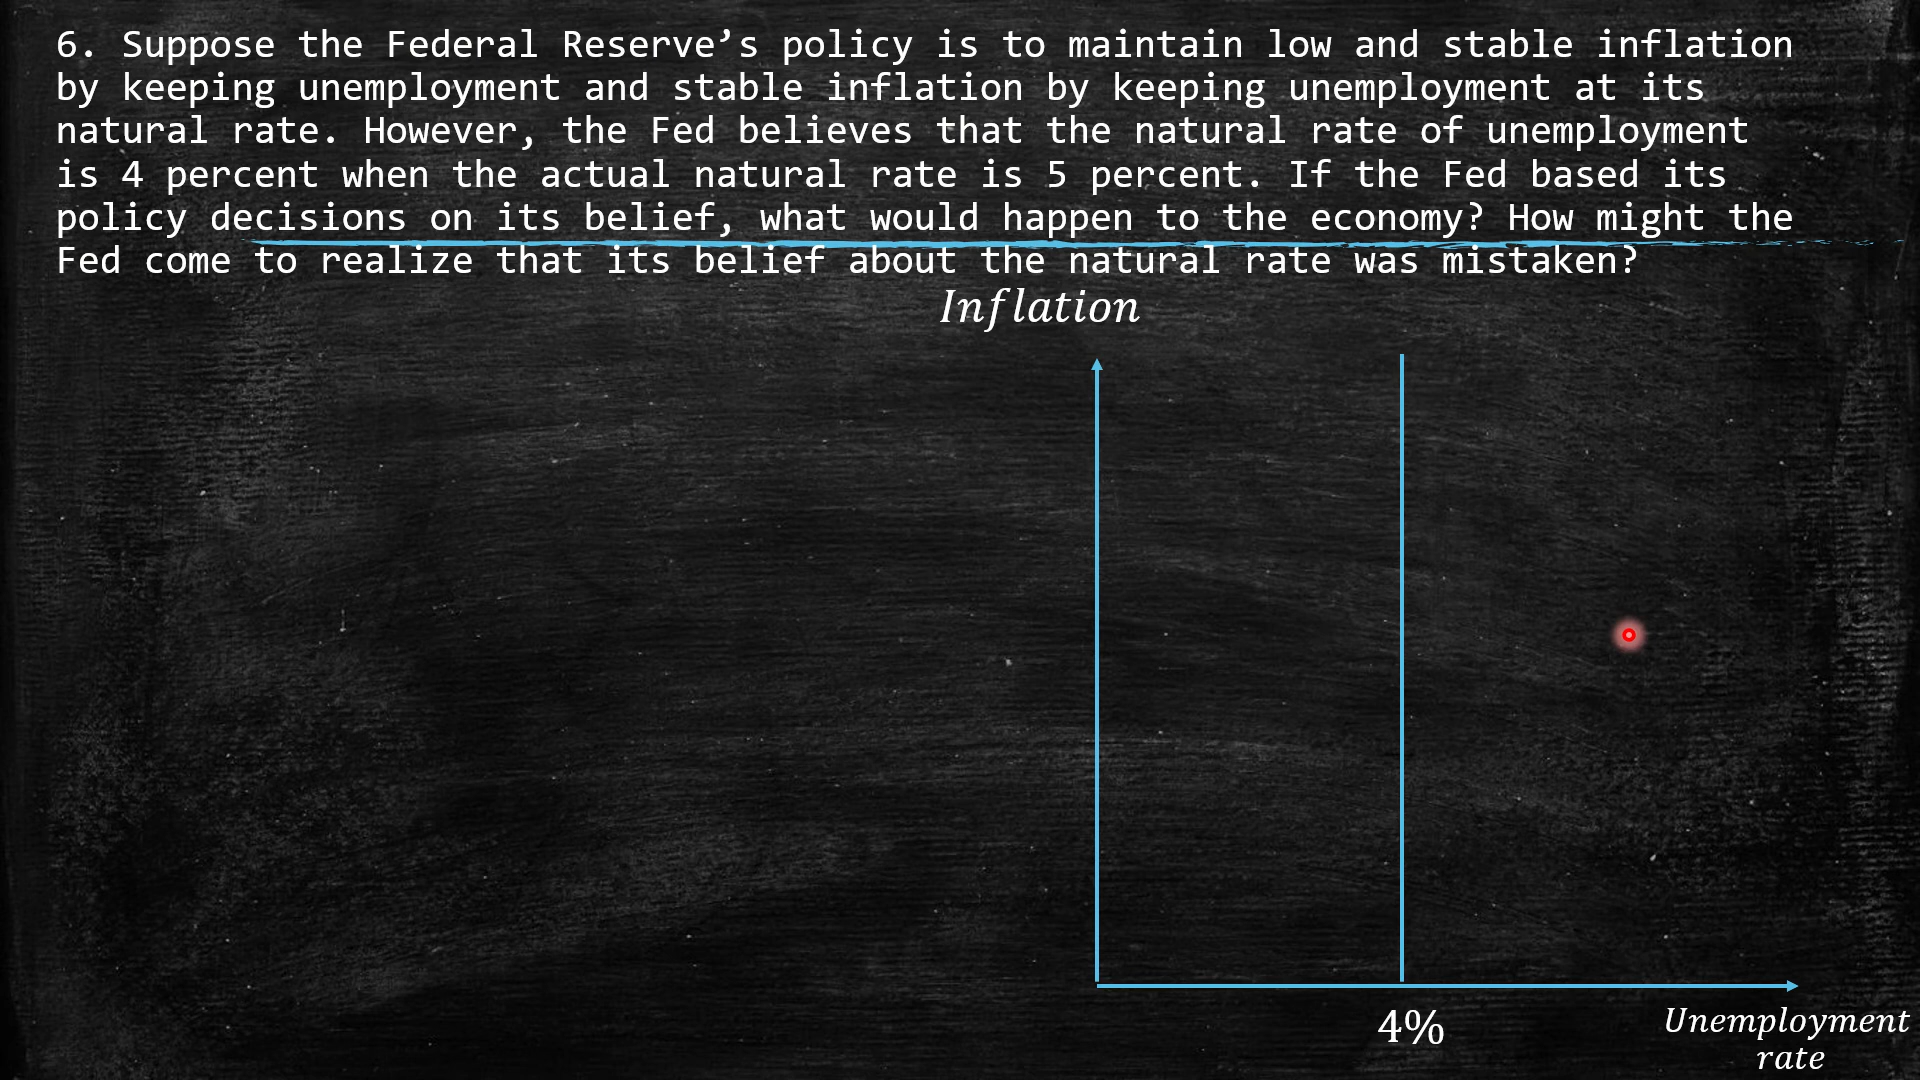 6. Suppose the Federal Reserve’s policy is to maintain low and stable inflation
by keeping unemployment and stable inflation by keeping unemployment at its
natural rate. However, the Fed believes that the natural rate of unemployment
is 4 percent when the actual natural rate is 5 percent. If the Fed based its
policy decisions on its belief, what would happen to the economy? How might the
Fed come to realize that its belief about the natural rate was mistaken?
Inflation
4%
Unemployment
rate